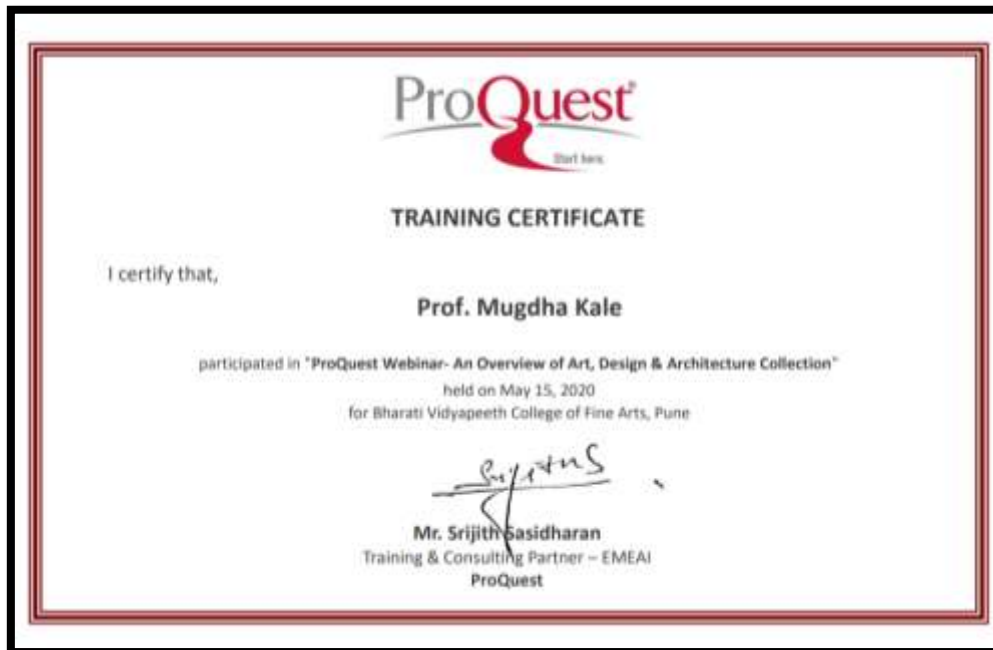 ProQuest®
Start here.
TRAINING CERTIFICATE
I certify that,
Prof. Mugdha Kale
participated in "ProQuest Webinar- An Overview of Art, Design & Architecture Collection"
held on May 15, 2020
for Bharati Vidyapeeth College of Fine Arts, Pune
Srijith S
Mr. Srijith Sasidharan
Training & Consulting Partner – EMEAI
ProQuest